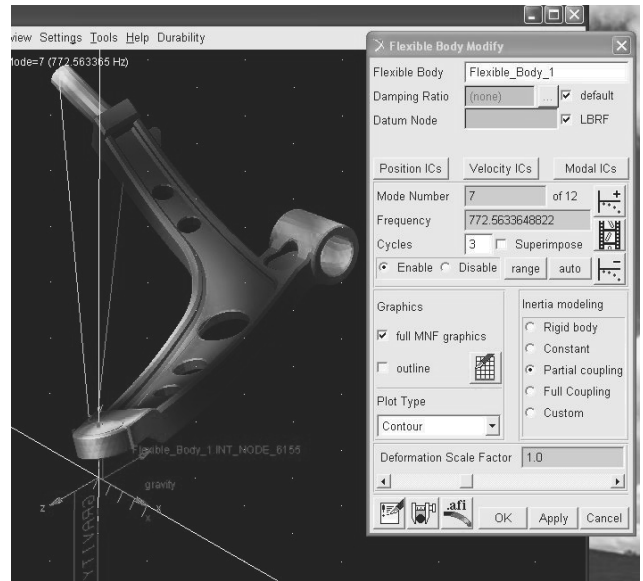 view Settings Tools Help Durability
Mode=7 (772.563365 Hz)
Flexible_Body_1.INT_NODE_6155
gravity
z
x
x
GRAVITY
Flexible Body Modify
Flexible Body Flexible_Body_1
Damping Ratio (none) ... default
Datum Node LBRF
Position ICs Velocity ICs Modal ICs
Mode Number 7 of 12
Frequency 772.5633648822
Cycles 3 Superimpose
Enable Disable range auto
Graphics
full MNF graphics
outline
Plot Type
Contour
Inertia modeling
Rigid body
Constant
Partial coupling
Full Coupling
Custom
Deformation Scale Factor 1.0
.afi
OK Apply Cancel